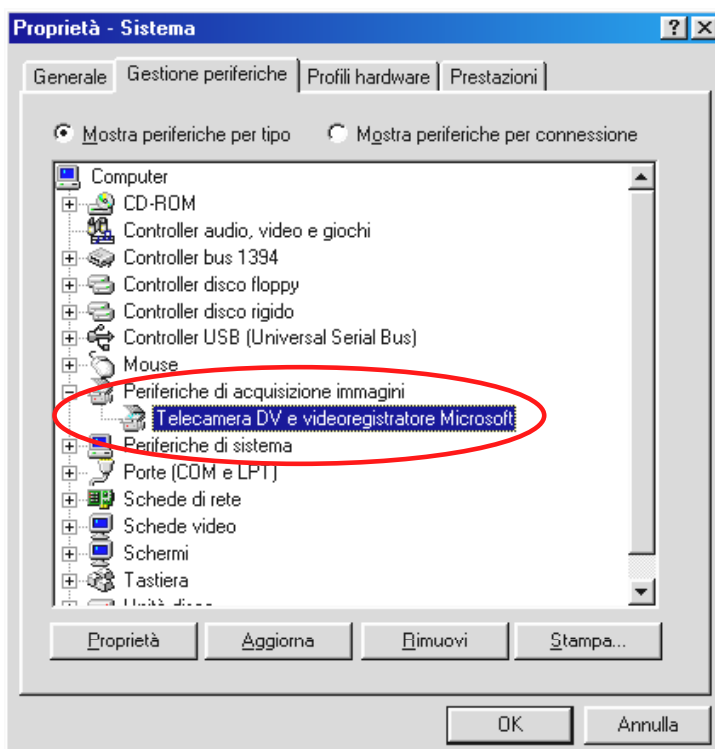 Proprietà - Sistema
Generale Gestione periferiche Profili hardware Prestazioni
Mostra periferiche per tipo Mostra periferiche per connessione
Computer
CD-ROM
Controller audio, video e giochi
Controller bus 1394
Controller disco floppy
Controller disco rigido
Controller USB (Universal Serial Bus)
Mouse
Periferiche di acquisizione immagini
Telecamera DV e videoregistratore Microsoft
Periferiche di sistema
Porte (COM e LPT)
Schede di rete
Schede video
Schermi
Tastiera
Proprietà Aggiorna Rimuovi Stampa...
OK Annulla